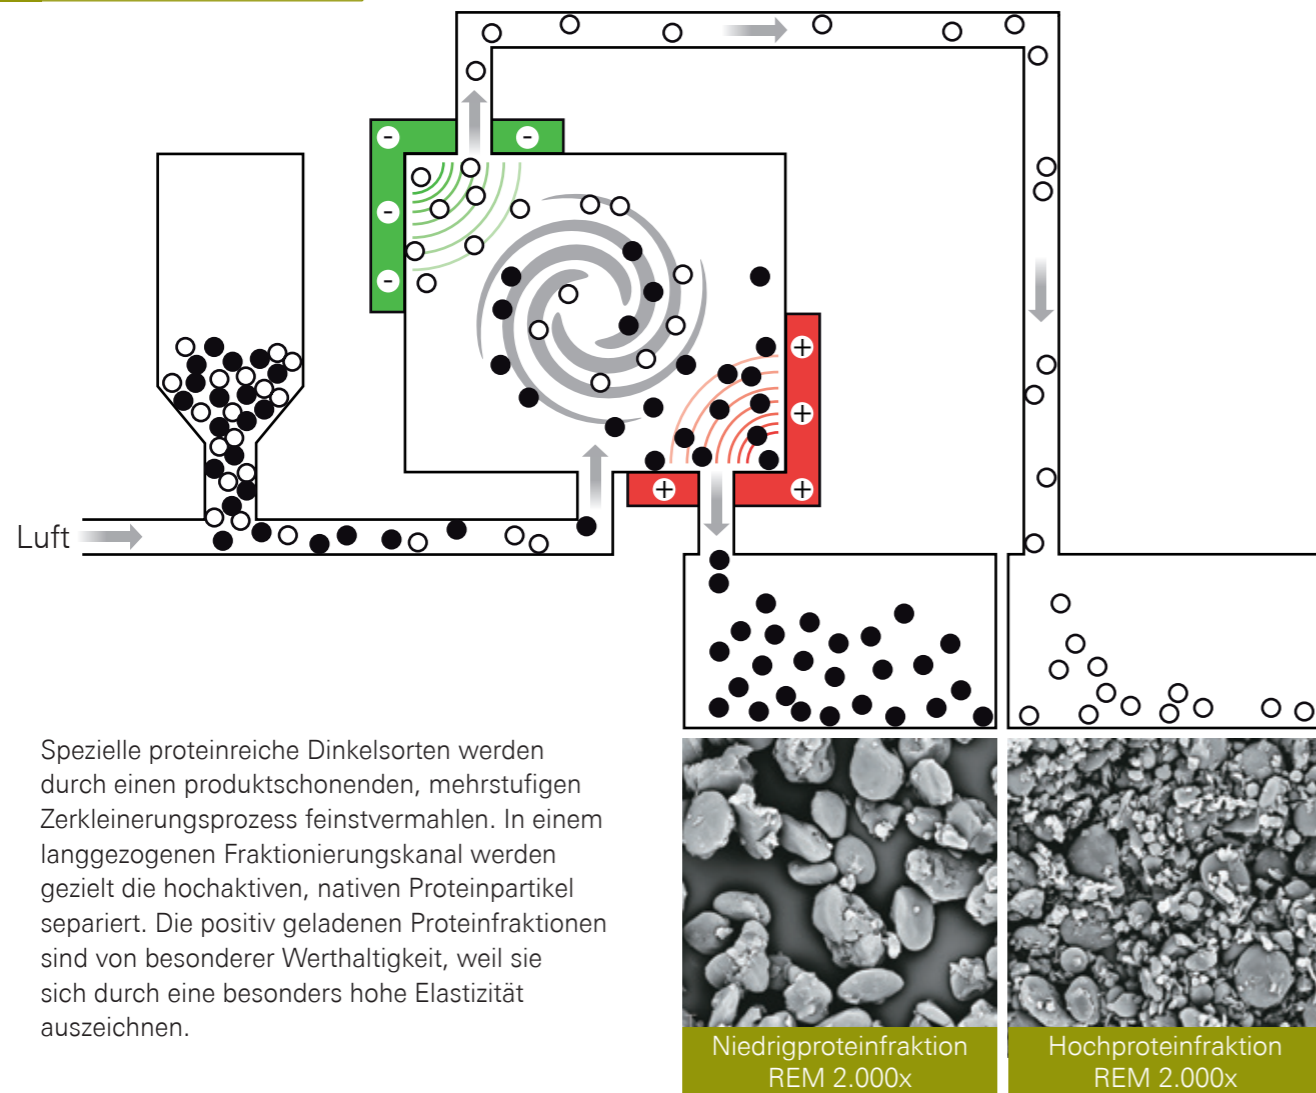 -
-
-
-
+
+
+
+
Luft
Spezielle proteinreiche Dinkelsorten werden
durch einen produktschonenden, mehrstufigen
Zerkleinerungsprozess feinstvermahlen. In einem
langgezogenen Fraktionierungskanal werden
gezielt die hochaktiven, nativen Proteinpartikel
separiert. Die positiv geladenen Proteinfraktionen
sind von besonderer Werthaltigkeit, weil sie
sich durch eine besonders hohe Elastizität
auszeichnen.
Niedrigproteinfraktion
REM 2.000x
Hochproteinfraktion
REM 2.000x